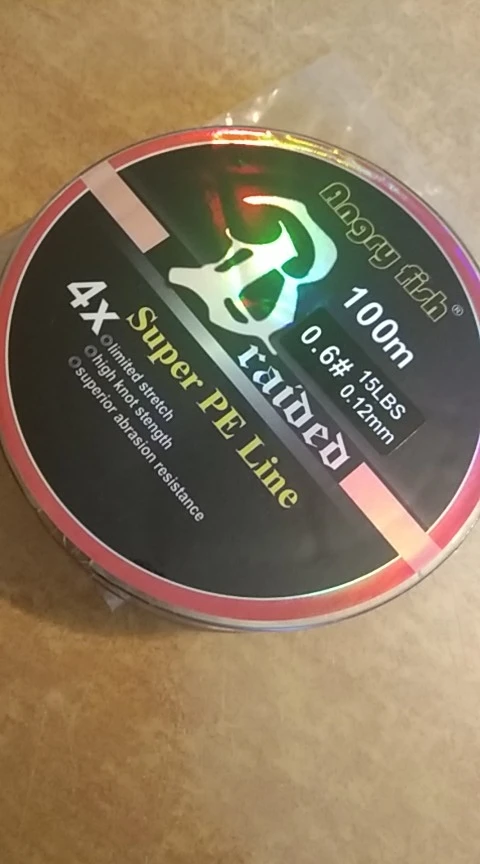 Angry fish®
100m
0.6# 15LBS
0.12mm
raided
4x Super PE Line
limited stretch
high knot stength
superior abrasion resistance